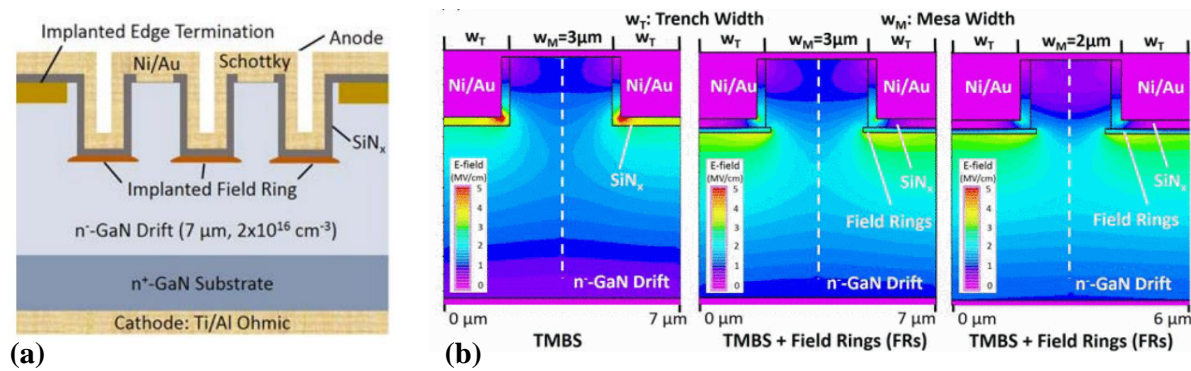 Implanted Edge Termination
Anode
Ni/Au
Schottky
SiNx
Implanted Field Ring
n⁻-GaN Drift (7 μm, 2x10¹⁶ cm⁻³)
n⁺-GaN Substrate
Cathode: Ti/Al Ohmic
(a)
wT: Trench Width wM: Mesa Width
wT wM=3μm wT
Ni/Au Ni/Au
E-field
(MV/cm)
5
4
3
2
1
0
SiNx
n⁻-GaN Drift
0 μm 7 μm
TMBS
wT wM=3μm wT
Ni/Au Ni/Au
E-field
(MV/cm)
5
4
3
2
1
0
SiNx
Field Rings
n⁻-GaN Drift
0 μm 7 μm
TMBS + Field Rings (FRs)
wT wM=2μm wT
Ni/Au Ni/Au
E-field
(MV/cm)
5
4
3
2
1
0
SiNx
Field Rings
n⁻-GaN Drift
0 μm 6 μm
TMBS + Field Rings (FRs)
(b)